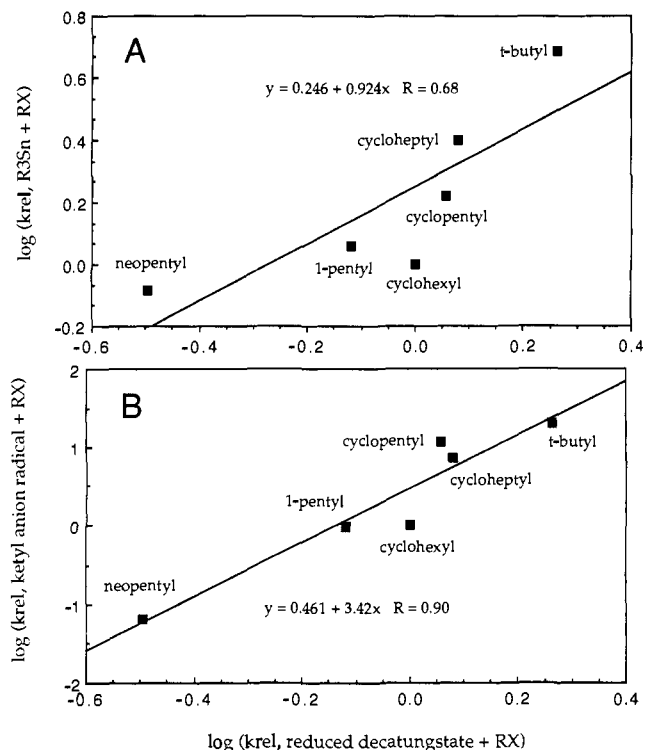 A
0.8
0.6
0.4
0.2
0.0
-0.2
log (krel, R3Sn + RX)
y = 0.246 + 0.924x R = 0.68
t-butyl
cycloheptyl
cyclopentyl
neopentyl
1-pentyl
cyclohexyl
-0.6 -0.4 -0.2 0.0 0.2 0.4
B
2
1
0
-1
-2
log (krel, ketyl anion radical + RX)
cyclopentyl
t-butyl
cycloheptyl
1-pentyl
cyclohexyl
neopentyl
y = 0.461 + 3.42x R = 0.90
-0.6 -0.4 -0.2 0.0 0.2 0.4
log (krel, reduced decatungstate + RX)